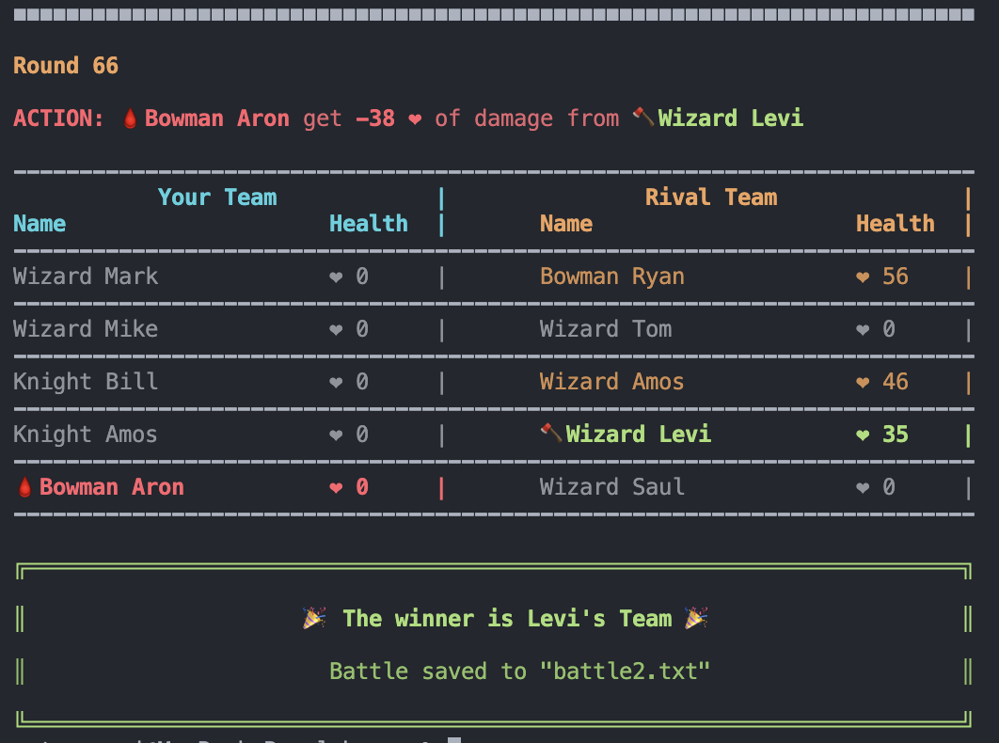 Round 66
ACTION: 🩸Bowman Aron get -38 ❤ of damage from 🪓Wizard Levi
Your Team | Rival Team |
Name Health | Name Health |
Wizard Mark ❤ 0 | Bowman Ryan ❤ 56 |
Wizard Mike ❤ 0 | Wizard Tom ❤ 0 |
Knight Bill ❤ 0 | Wizard Amos ❤ 46 |
Knight Amos ❤ 0 | 🪓Wizard Levi ❤ 35 |
🩸Bowman Aron ❤ 0 | Wizard Saul ❤ 0 |
🎉 The winner is Levi's Team 🎉
Battle saved to "battle2.txt"